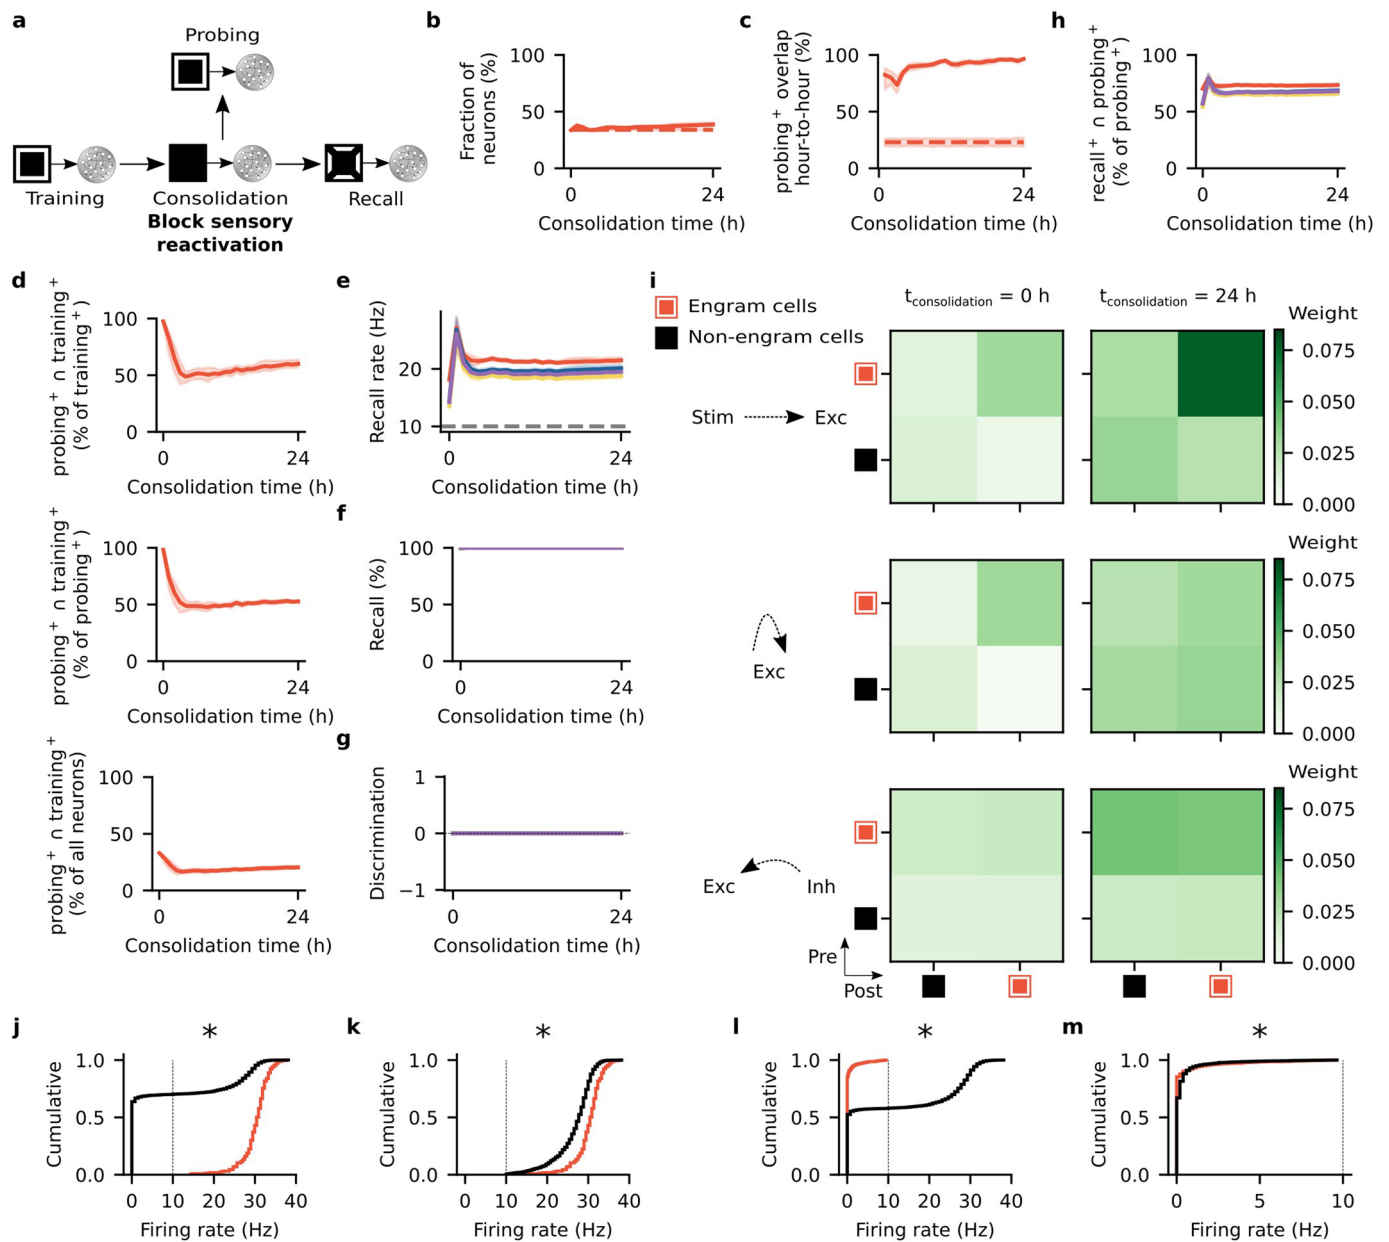 a
Probing
Training
Consolidation
Block sensory
reactivation
Recall
b
Fraction of
neurons (%)
100
50
0
0
24
Consolidation time (h)
c
probing⁺ overlap
hour-to-hour (%)
100
50
0
0
24
Consolidation time (h)
h
recall⁺ ∩ probing⁺
(% of probing⁺)
100
50
0
0
24
Consolidation time (h)
d
probing⁺ ∩ training⁺
(% of training⁺)
100
50
0
0
24
Consolidation time (h)
probing⁺ ∩ training⁺
(% of probing⁺)
100
50
0
0
24
Consolidation time (h)
probing⁺ ∩ training⁺
(% of all neurons)
100
50
0
0
24
Consolidation time (h)
e
Recall rate (Hz)
20
10
0
24
Consolidation time (h)
f
Recall (%)
100
50
0
0
24
Consolidation time (h)
g
Discrimination
1
0
−1
0
24
Consolidation time (h)
i
Engram cells
Non-engram cells
t_consolidation = 0 h
t_consolidation = 24 h
Stim
Exc
Weight
0.075
0.050
0.025
0.000
Exc
Weight
0.075
0.050
0.025
0.000
Exc
Inh
Weight
0.075
0.050
0.025
0.000
Pre
Post
j
*
Cumulative
1.0
0.5
0.0
0 10 20 30 40
Firing rate (Hz)
k
*
Cumulative
1.0
0.5
0.0
0 10 20 30 40
Firing rate (Hz)
l
*
Cumulative
1.0
0.5
0.0
0 10 20 30 40
Firing rate (Hz)
m
*
Cumulative
1.0
0.5
0.0
0 5 10
Firing rate (Hz)